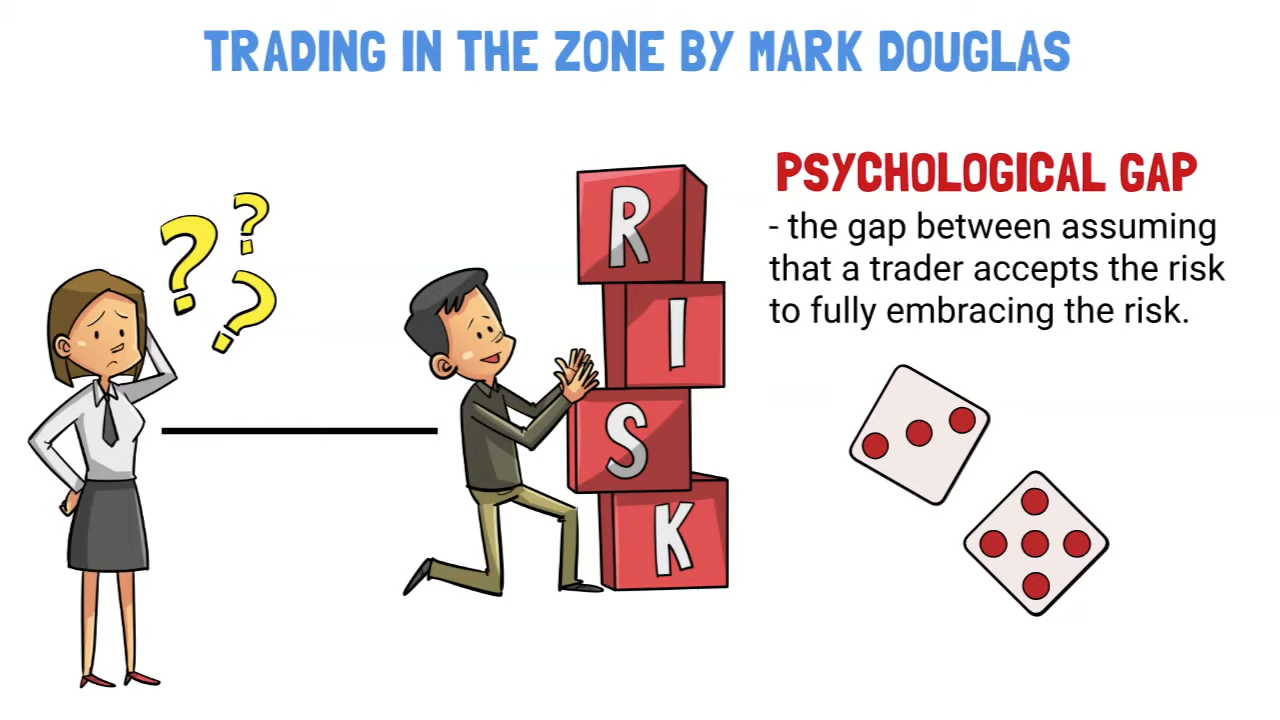 TRADING IN THE ZONE BY MARK DOUGLAS
PSYCHOLOGICAL GAP
- the gap between assuming
that a trader accepts the risk
to fully embracing the risk.
? ? ?
R
I
S
K